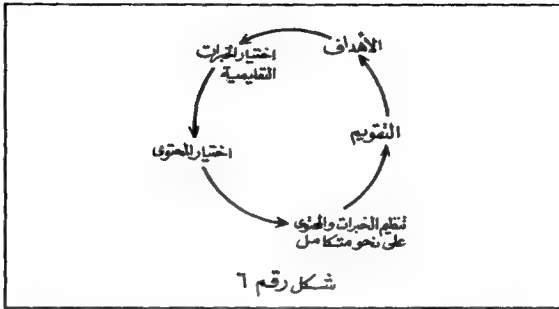 الأهداف
اختيار الخبرات
التعليمية
التقويم
اختيار المحتوى
تنظيم الخبرات والمحتوى
على نحو متكامل
شكل رقم ٦